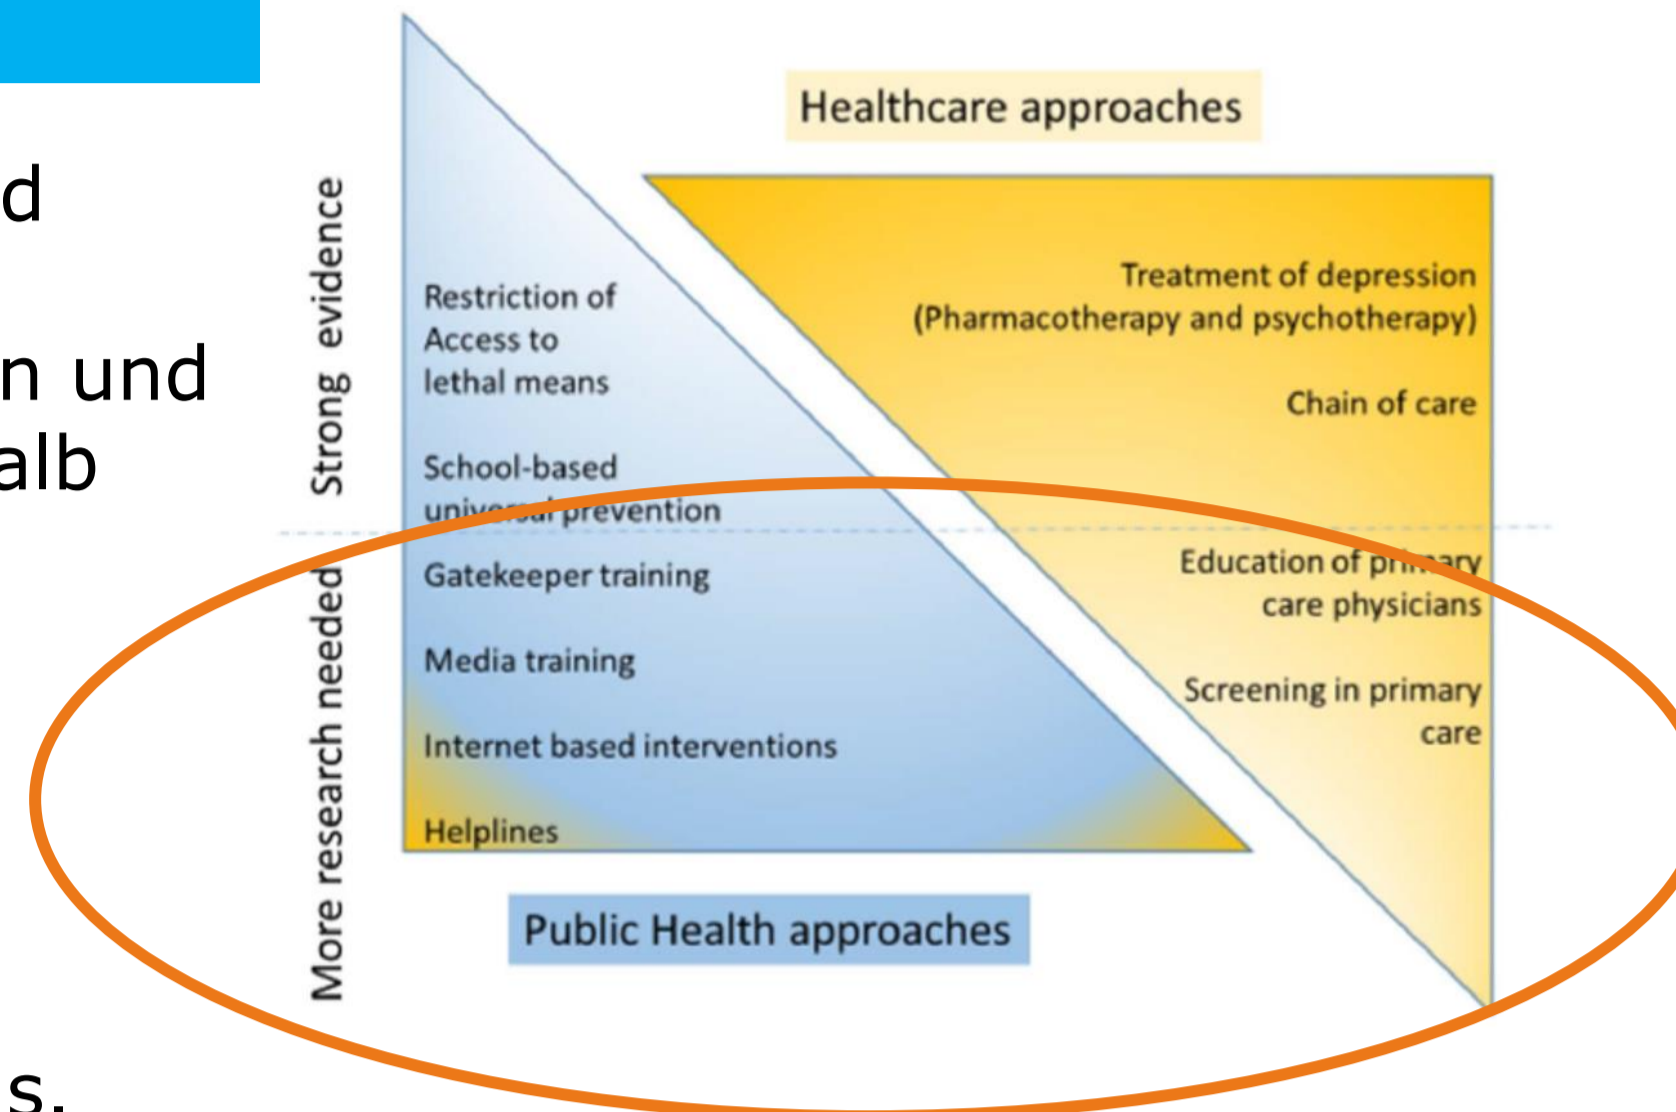 d
n und
alb
s.
Healthcare approaches
Strong evidence
More research needed
Restriction of
Access to
lethal means
School-based
universal prevention
Gatekeeper training
Media training
Internet based interventions
Helplines
Public Health approaches
Treatment of depression
(Pharmacotherapy and psychotherapy)
Chain of care
Education of primary
care physicians
Screening in primary
care